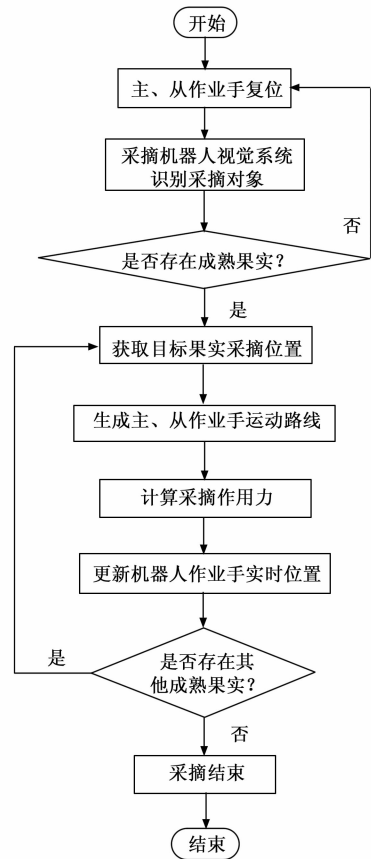 开始
主、从作业手复位
采摘机器人视觉系统
识别采摘对象
否
是否存在成熟果实?
是
获取目标果实采摘位置
生成主、从作业手运动路线
计算采摘作用力
更新机器人作业手实时位置
是
是否存在其
他成熟果实?
否
采摘结束
结束